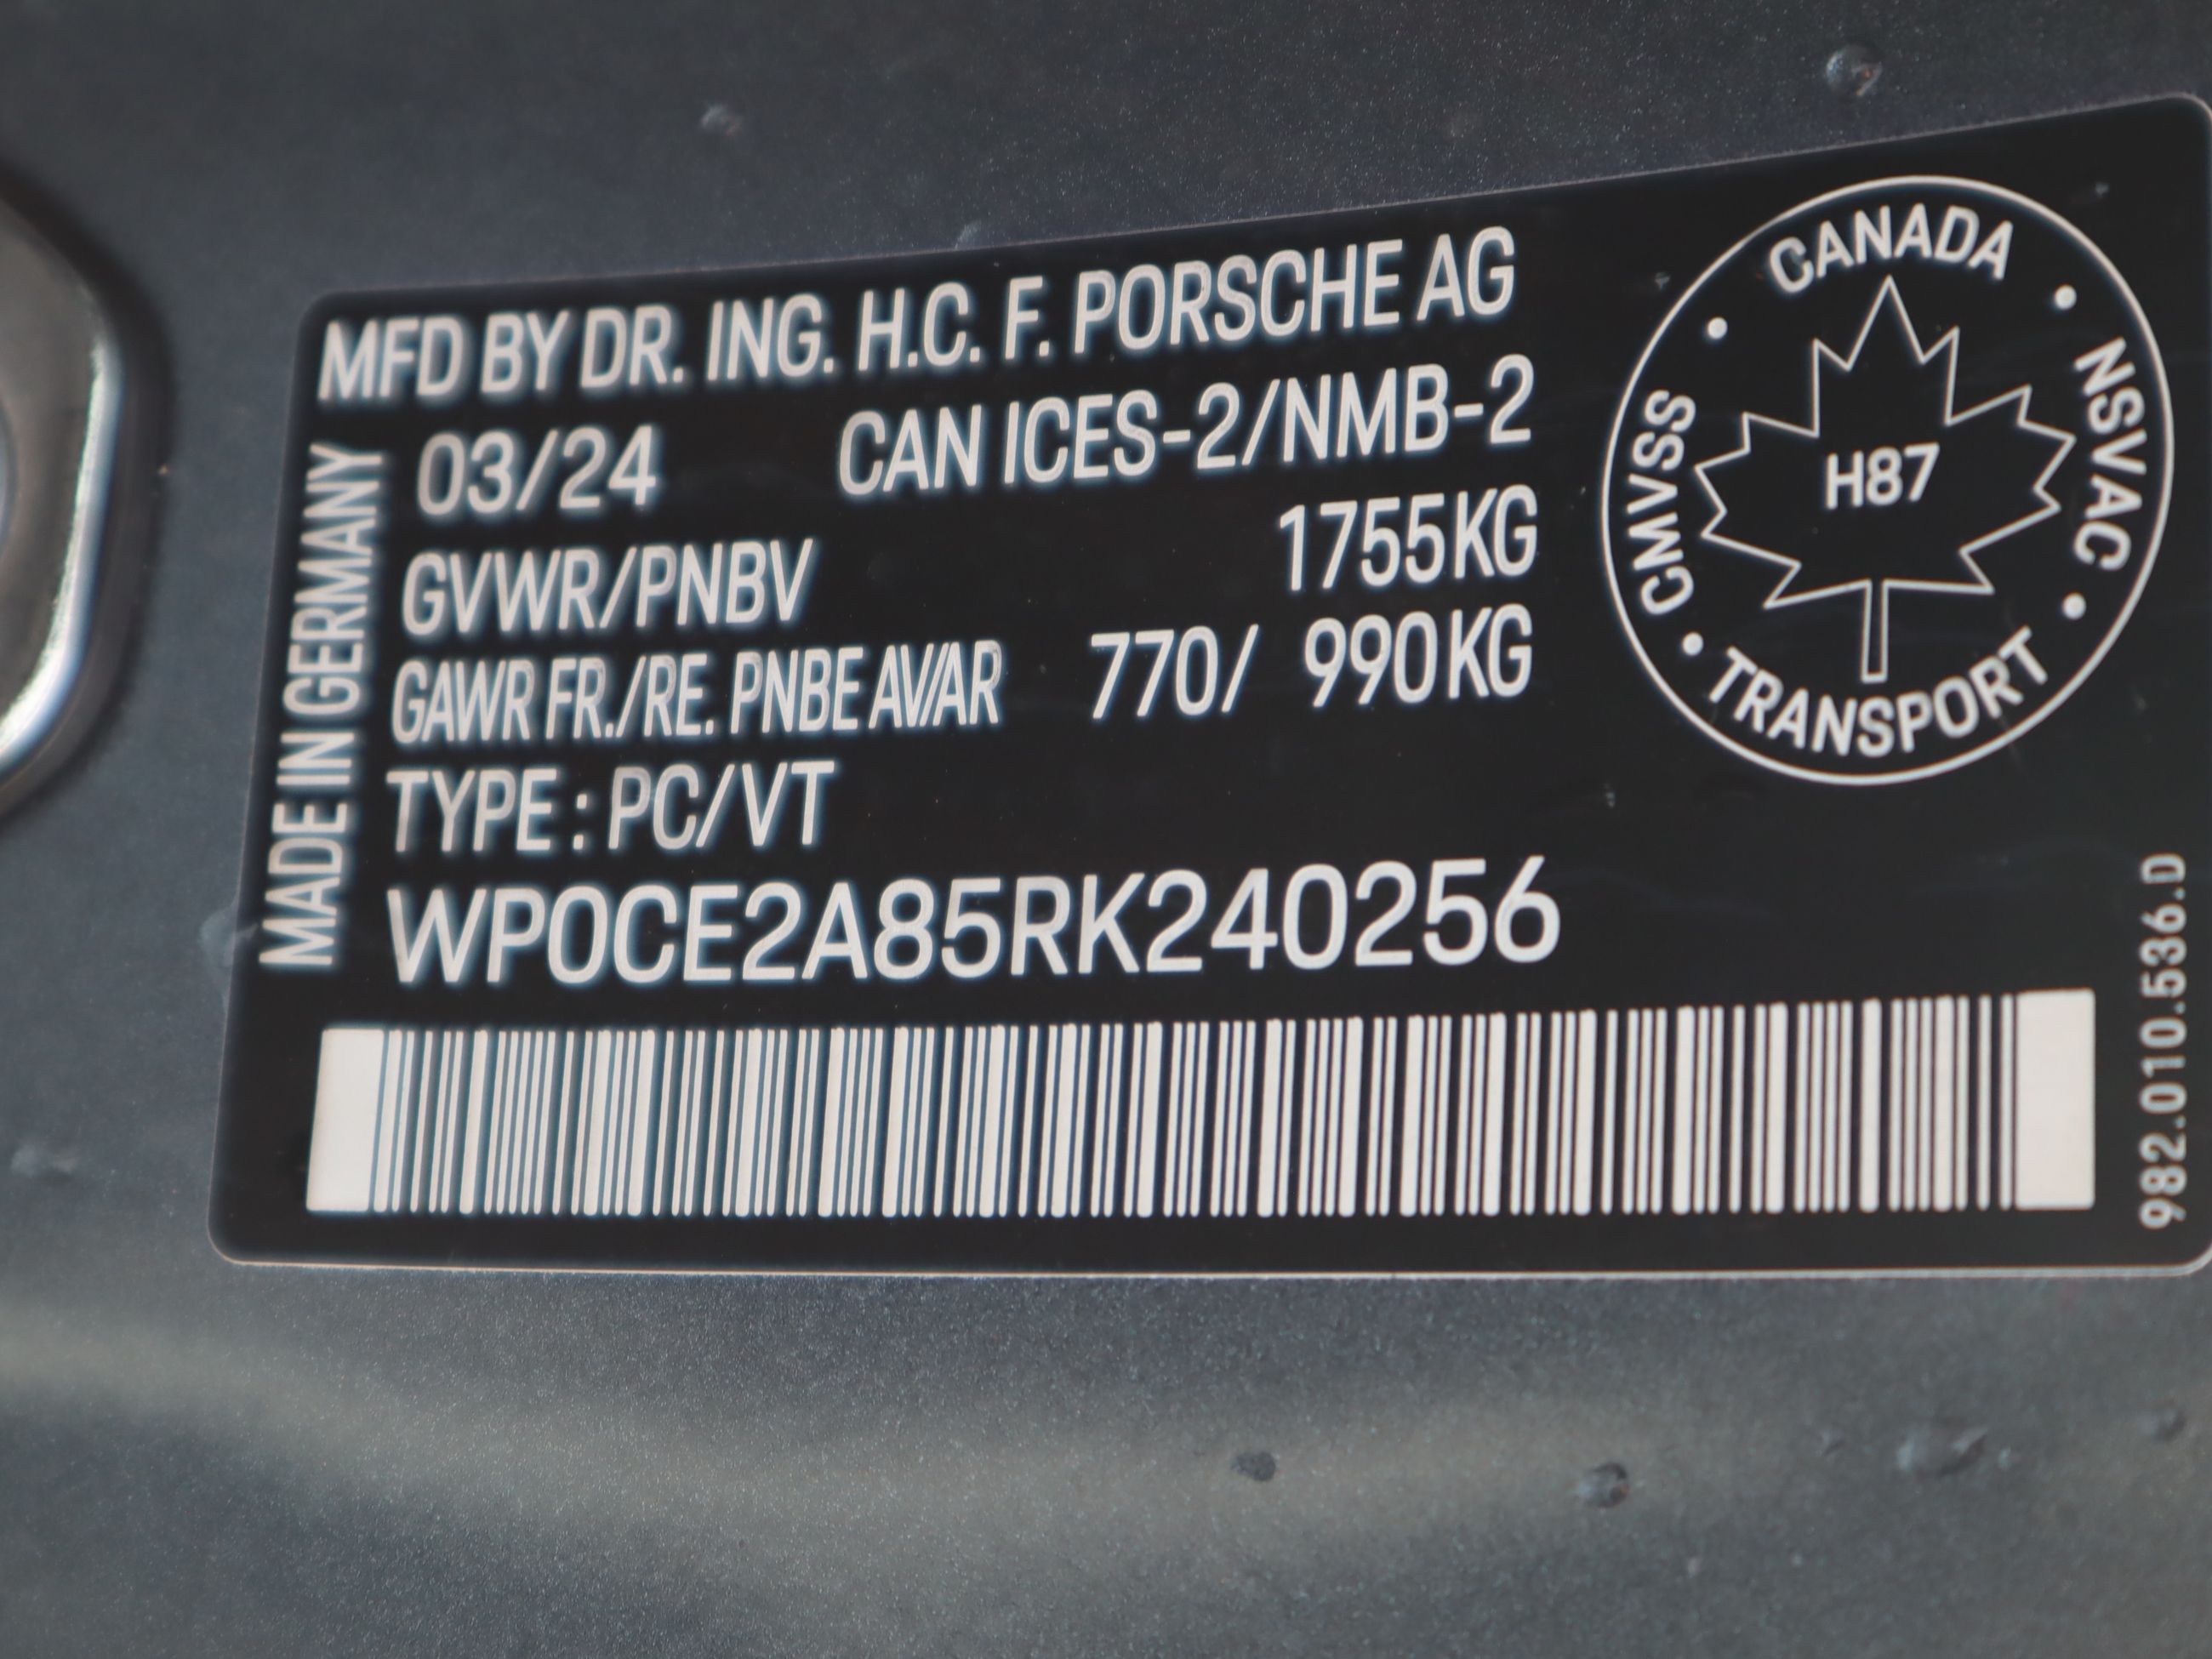 MFD BY DR. ING. H.C. F. PORSCHE AG
03/24 CAN ICES-2/NMB-2
GVWR/PNBV 1755KG
GAWR FR./RE. PNBE AV/AR 770/ 990KG
TYPE : PC/VT
WP0CE2A85RK240256
MADE IN GERMANY
CANADA
NSVAC
TRANSPORT
CMVSS
H87
982.010.536.D